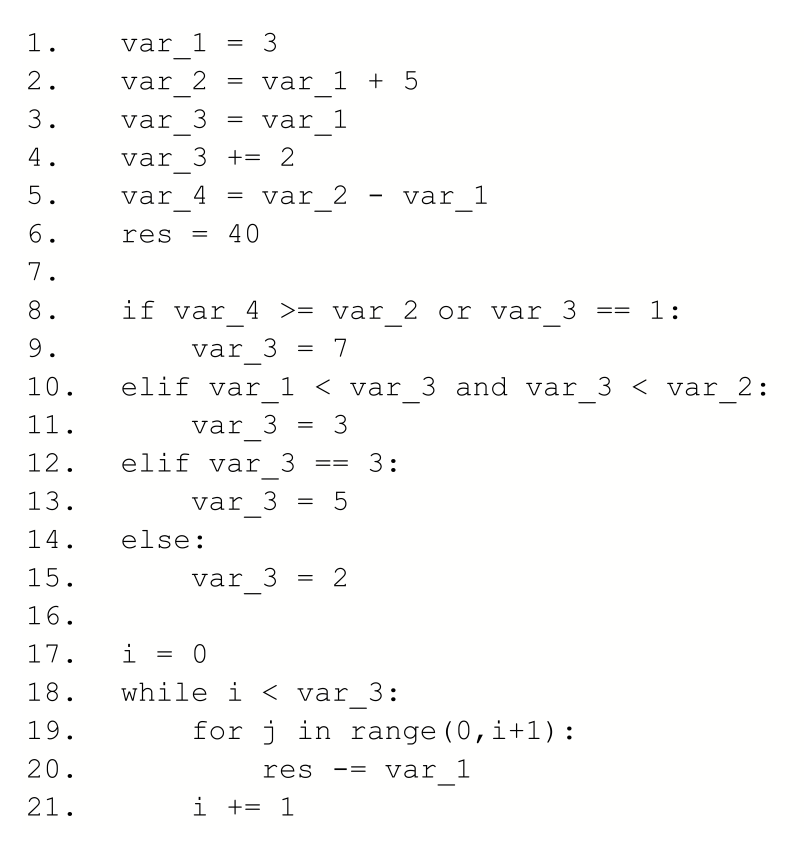 1. var_1 = 3
2. var_2 = var_1 + 5
3. var_3 = var_1
4. var_3 += 2
5. var_4 = var_2 - var_1
6. res = 40
7.
8. if var_4 >= var_2 or var_3 == 1:
9.     var_3 = 7
10. elif var_1 < var_3 and var_3 < var_2:
11.     var_3 = 3
12. elif var_3 == 3:
13.     var_3 = 5
14. else:
15.     var_3 = 2
16.
17. i = 0
18. while i < var_3:
19.     for j in range(0,i+1):
20.         res -= var_1
21.     i += 1